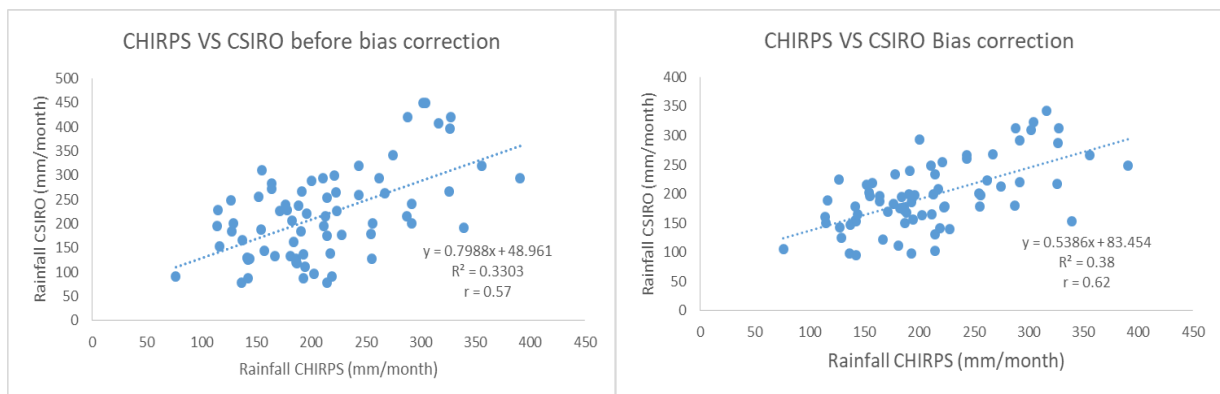 CHIRPS VS CSIRO before bias correction
500
450
400
350
300
250
200
150
100
50
0
Rainfall CSIRO (mm/month)
y = 0.7988x + 48.961
R² = 0.3303
r = 0.57
0 50 100 150 200 250 300 350 400 450
Rainfall CHIRPS (mm/month)
CHIRPS VS CSIRO Bias correction
400
350
300
250
200
150
100
50
0
Rainfall CSIRO (mm/month)
y = 0.5386x + 83.454
R² = 0.38
r = 0.62
0 50 100 150 200 250 300 350 400 450
Rainfall CHIRPS (mm/month)